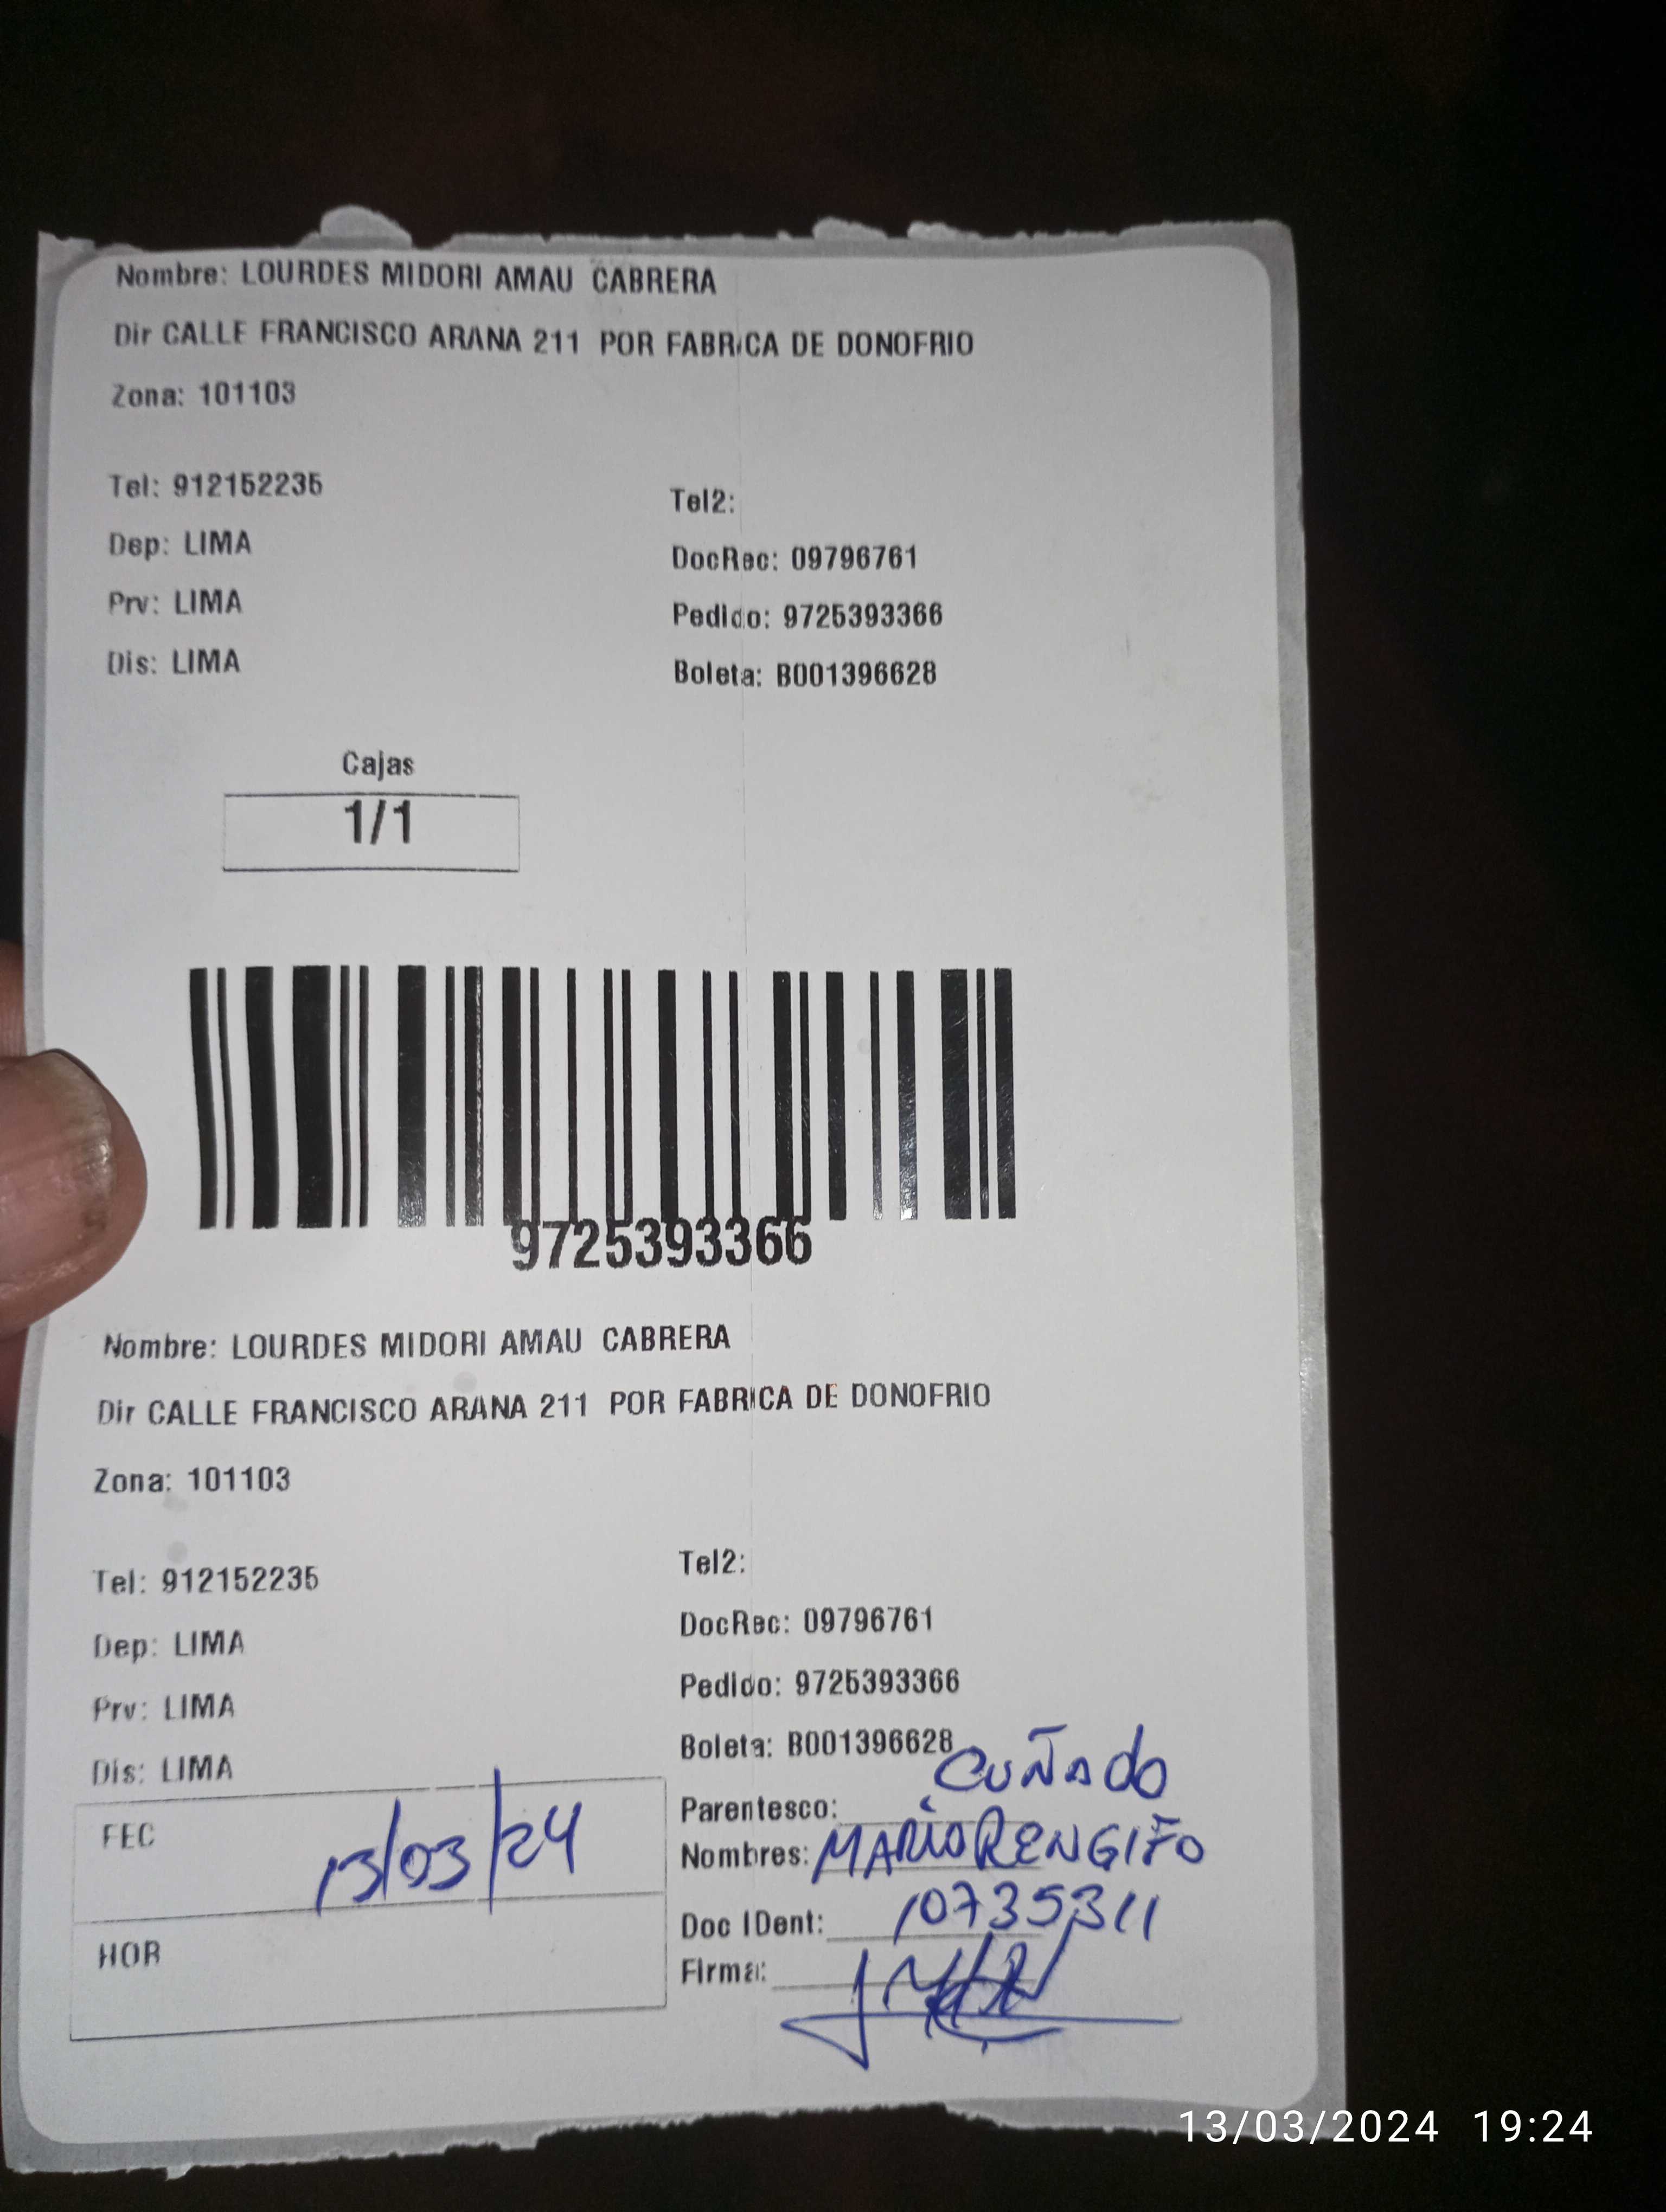 Nombre: LOURDES MIDORI AMAU CABRERA
Dir CALLE FRANCISCO ARANA 211 POR FABRICA DE DONOFRIO
Zona: 101103
Tel: 912152235
Tel2:
Dep: LIMA
DocRec: 09796761
Prv: LIMA
Pedido: 9725393366
Dis: LIMA
Boleta: B001396628
Cajas
1/1
9725393366
Nombre: LOURDES MIDORI AMAU CABRERA
Dir CALLE FRANCISCO ARANA 211 POR FABRICA DE DONOFRIO
Zona: 101103
Tel: 912152235
Tel2:
Dep: LIMA
DocRec: 09796761
Prv: LIMA
Pedido: 9725393366
Dis: LIMA
Boleta: B001396628
FEC 13/03/24
Parentesco: CUÑADO
Nombres: MARIO RENGIFO
Doc IDent: 10735311
HOR
Firma:
13/03/2024 19:24